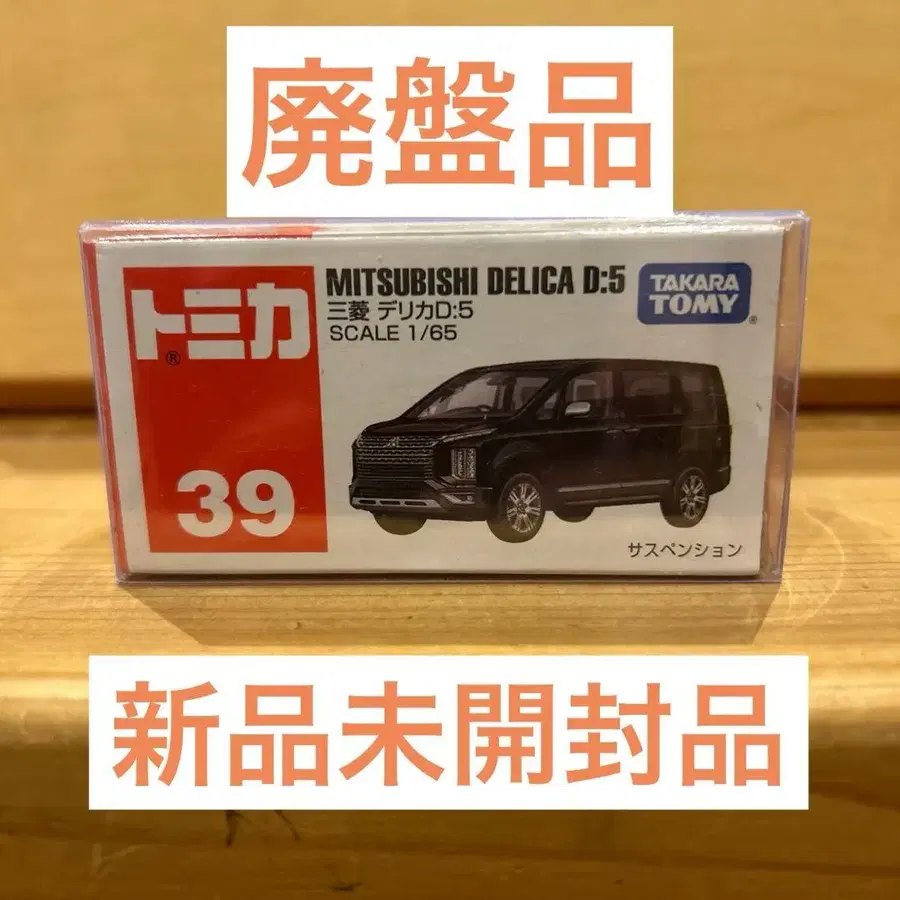 廃盤品
MITSUBISHI DELICA D:5
三菱 デリカD:5
SCALE 1/65
TAKARA
TOMY®
トミカ®
39
サスペンション
新品未開封品